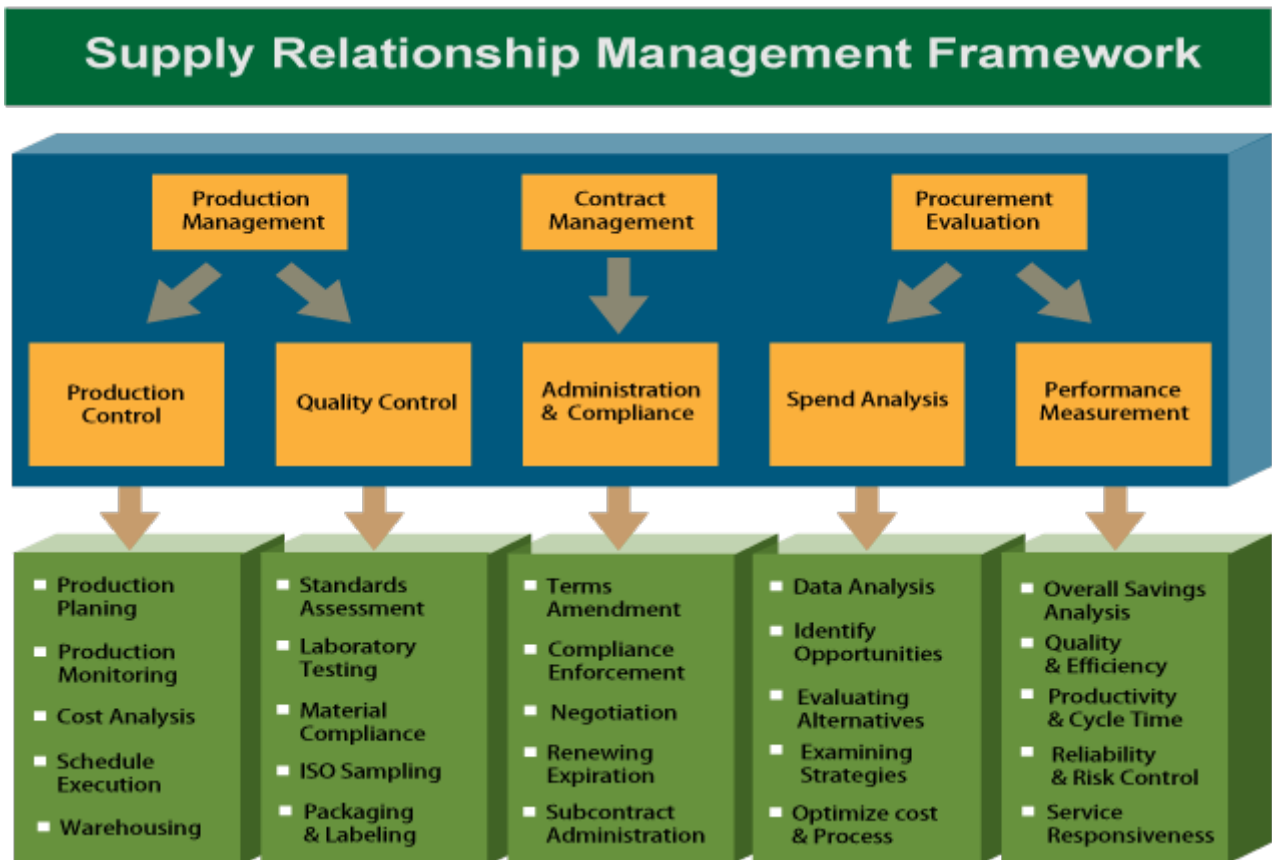 Supply Relationship Management Framework
Production
Management
Contract
Management
Procurement
Evaluation
Production
Control
Quality Control
Administration
& Compliance
Spend Analysis
Performance
Measurement
Production
Planing
Production
Monitoring
Cost Analysis
Schedule
Execution
Warehousing
Standards
Assessment
Laboratory
Testing
Material
Compliance
ISO Sampling
Packaging
& Labeling
Terms
Amendment
Compliance
Enforcement
Negotiation
Renewing
Expiration
Subcontract
Administration
Data Analysis
Identify
Opportunities
Evaluating
Alternatives
Examining
Strategies
Optimize cost
& Process
Overall Savings
Analysis
Quality
& Efficiency
Productivity
& Cycle Time
Reliability
& Risk Control
Service
Responsiveness